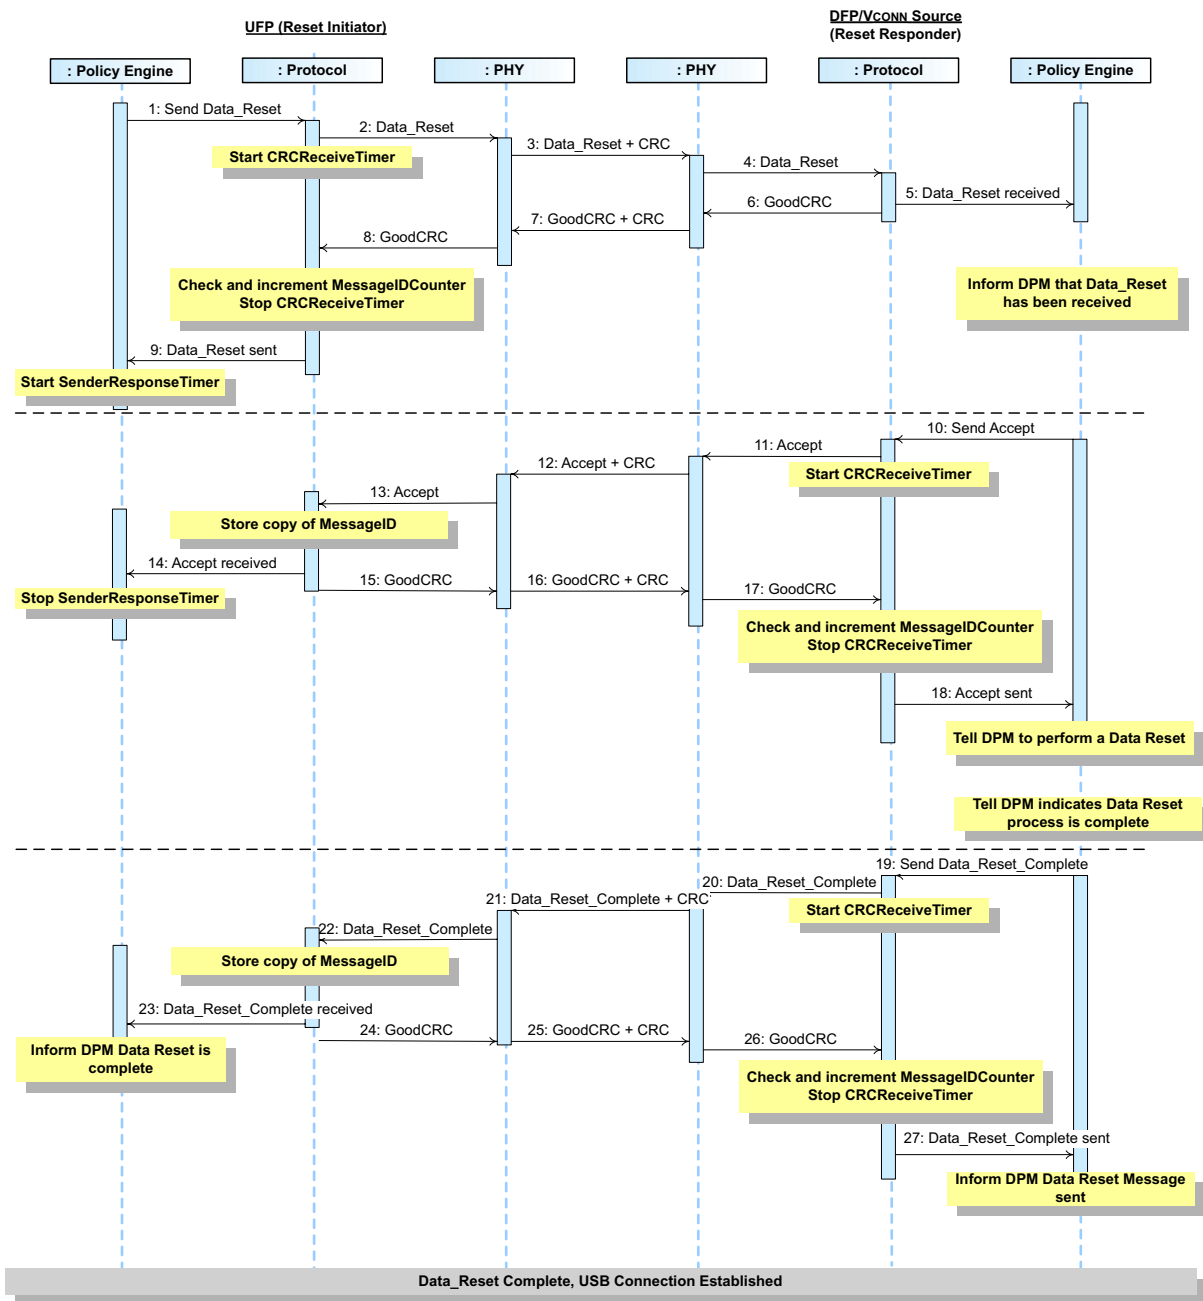 UFP (Reset Initiator)
DFP/VCONN Source
(Reset Responder)
: Policy Engine
: Protocol
: PHY
: PHY
: Protocol
: Policy Engine
1: Send Data_Reset
2: Data_Reset
Start CRCReceiveTimer
3: Data_Reset + CRC
4: Data_Reset
5: Data_Reset received
6: GoodCRC
7: GoodCRC + CRC
8: GoodCRC
Check and increment MessageIDCounter
Stop CRCReceiveTimer
Inform DPM that Data_Reset
has been received
9: Data_Reset sent
Start SenderResponseTimer
10: Send Accept
11: Accept
Start CRCReceiveTimer
12: Accept + CRC
13: Accept
Store copy of MessageID
14: Accept received
Stop SenderResponseTimer
15: GoodCRC
16: GoodCRC + CRC
17: GoodCRC
Check and increment MessageIDCounter
Stop CRCReceiveTimer
18: Accept sent
Tell DPM to perform a Data Reset
Tell DPM indicates Data Reset
process is complete
19: Send Data_Reset_Complete
20: Data_Reset_Complete
Start CRCReceiveTimer
21: Data_Reset_Complete + CRC
22: Data_Reset_Complete
Store copy of MessageID
23: Data_Reset_Complete received
Inform DPM Data Reset is
complete
24: GoodCRC
25: GoodCRC + CRC
26: GoodCRC
Check and increment MessageIDCounter
Stop CRCReceiveTimer
27: Data_Reset_Complete sent
Inform DPM Data Reset Message
sent
Data_Reset Complete, USB Connection Established